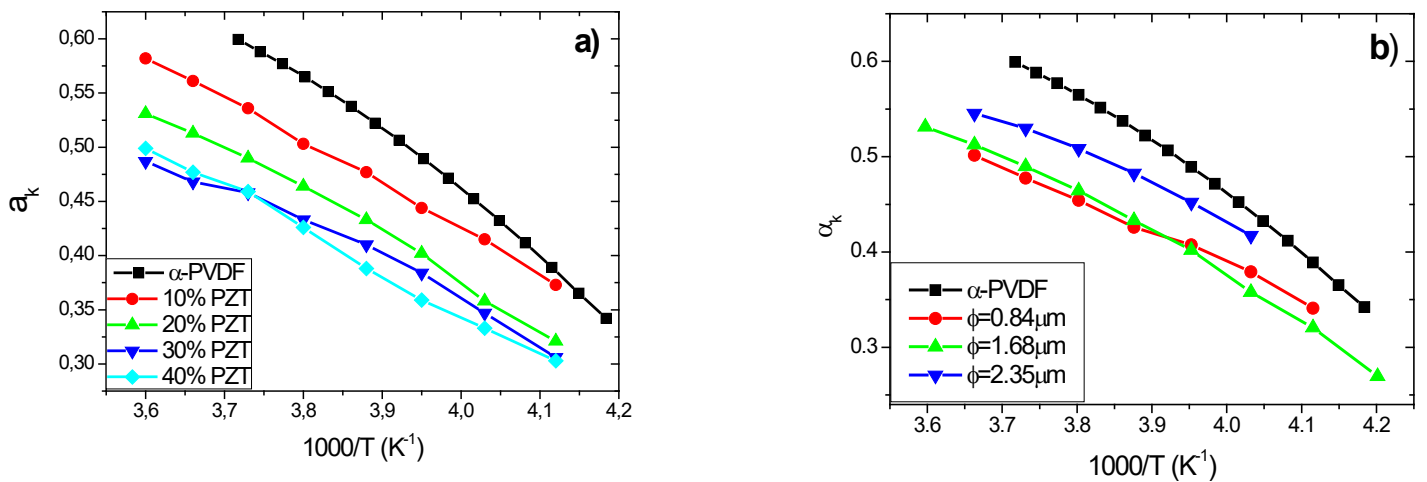 a)
0,60
0,55
0,50
0,45
0,40
0,35
0,30
a_k
α-PVDF
10% PZT
20% PZT
30% PZT
40% PZT
3,6 3,7 3,8 3,9 4,0 4,1 4,2
1000/T (K⁻¹)
b)
0.6
0.5
0.4
0.3
α_k
α-PVDF
ϕ=0.84μm
ϕ=1.68μm
ϕ=2.35μm
3.6 3.7 3.8 3.9 4.0 4.1 4.2
1000/T (K⁻¹)